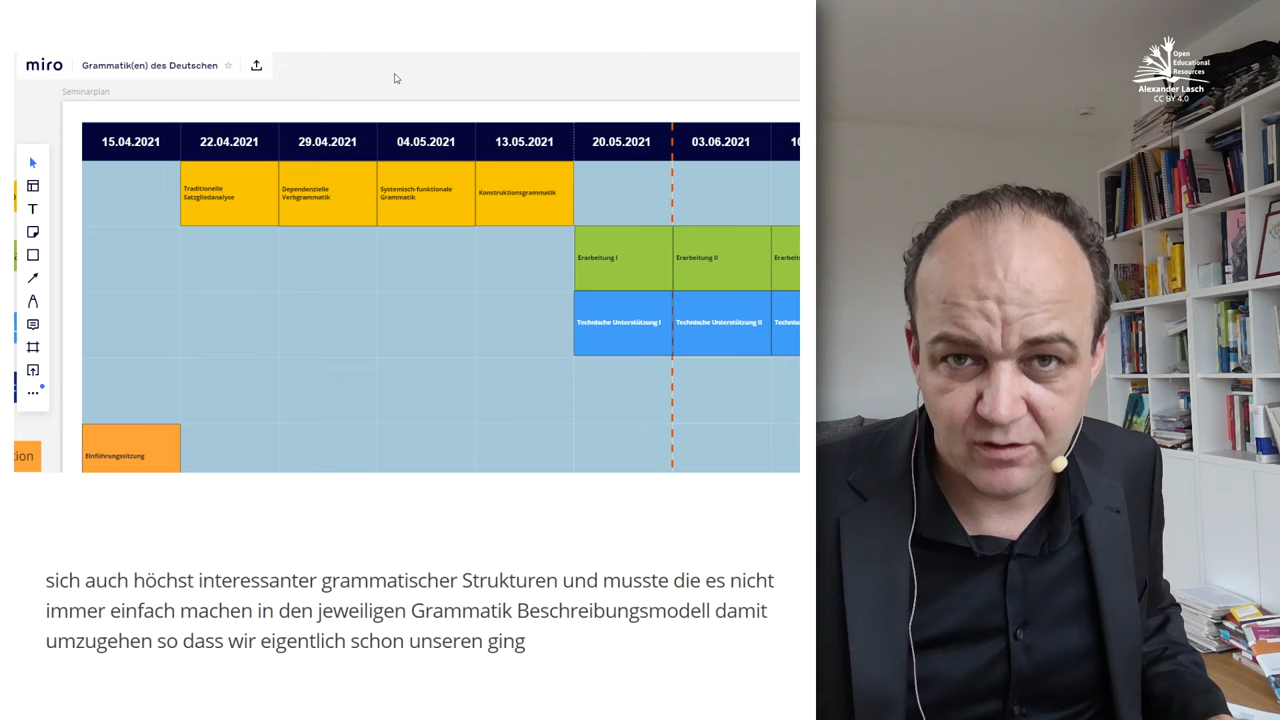 miro
Grammatik(en) des Deutschen
Seminarplan
15.04.2021
22.04.2021
29.04.2021
04.05.2021
13.05.2021
20.05.2021
03.06.2021
10
Traditionelle
Satzgliedanalyse
Dependenzielle
Verbgrammatik
Systemisch-funktionale
Grammatik
Konstruktionsgrammatik
Erarbeitung I
Erarbeitung II
Erarbeit
Technische Unterstützung I
Technische Unterstützung II
Technisc
Einführungssitzung
tion
sich auch höchst interessanter grammatischer Strukturen und musste die es nicht
immer einfach machen in den jeweiligen Grammatik Beschreibungsmodell damit
umzugehen so dass wir eigentlich schon unseren ging
Open
Educational
Resources
Alexander Lasch
CC BY 4.0